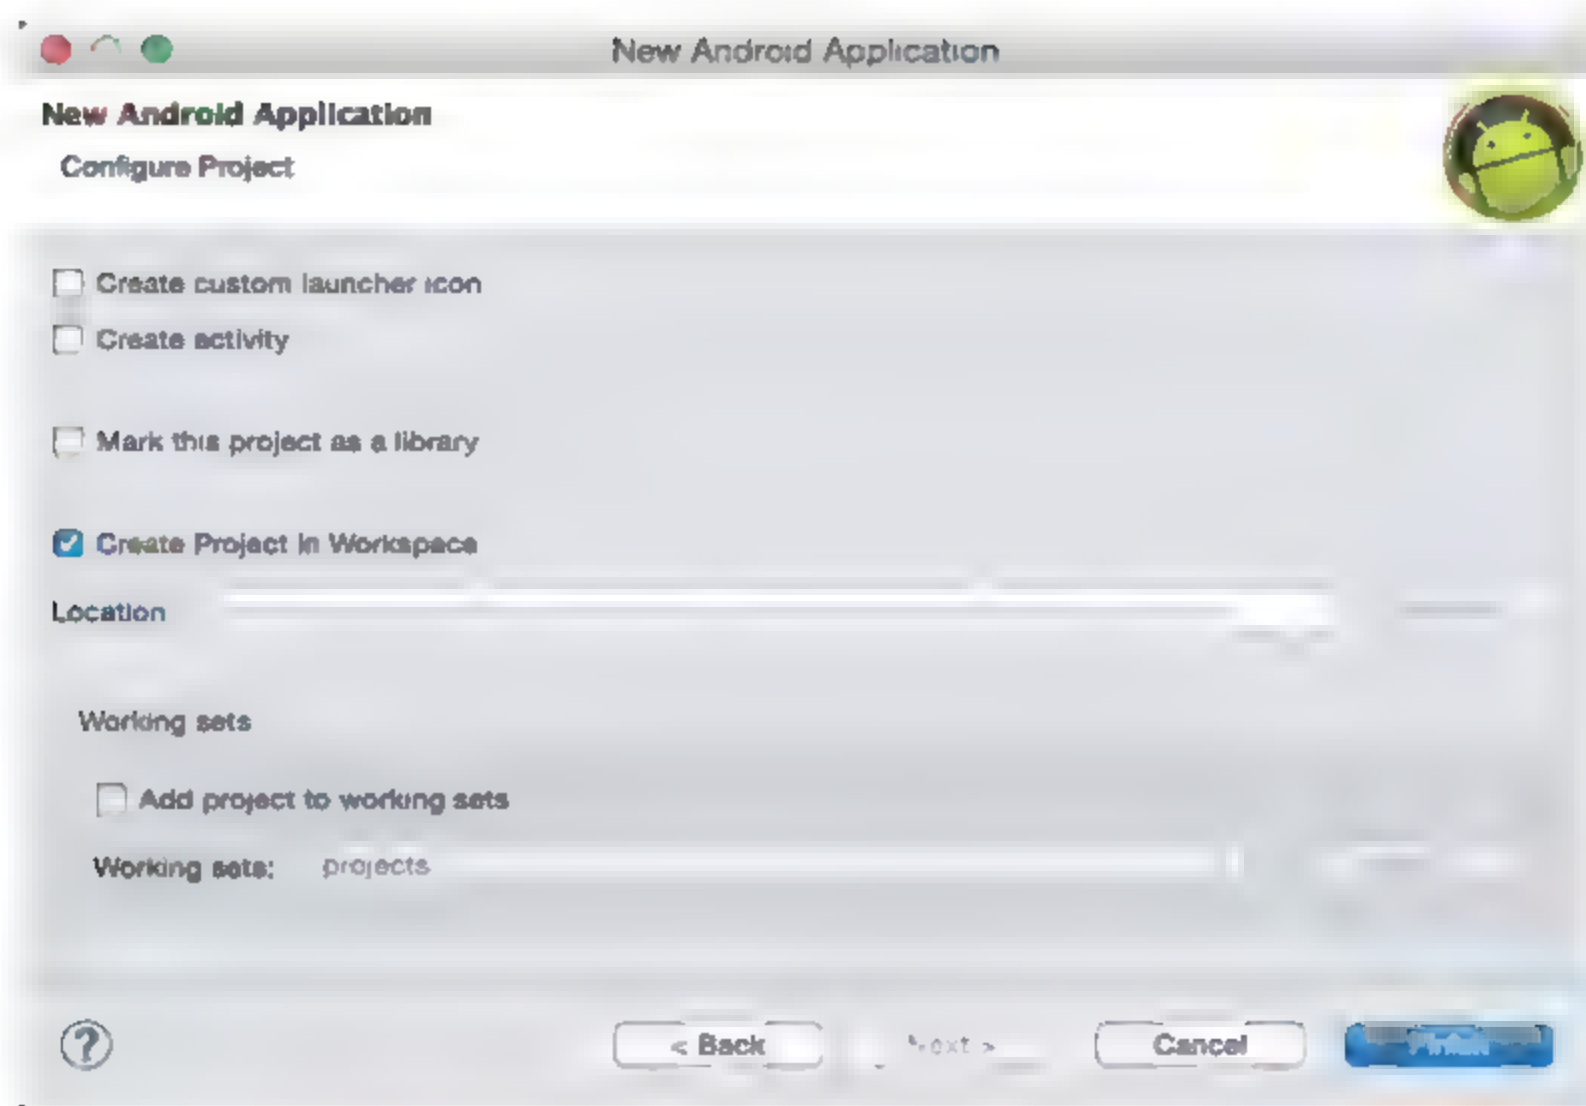 New Android Application
New Android Application
Configure Project
Create custom launcher icon
Create activity
Mark this project as a library
Create Project in Workspace
Location
Working sets
Add project to working sets
Working sets: projects
? < Back Next > Cancel